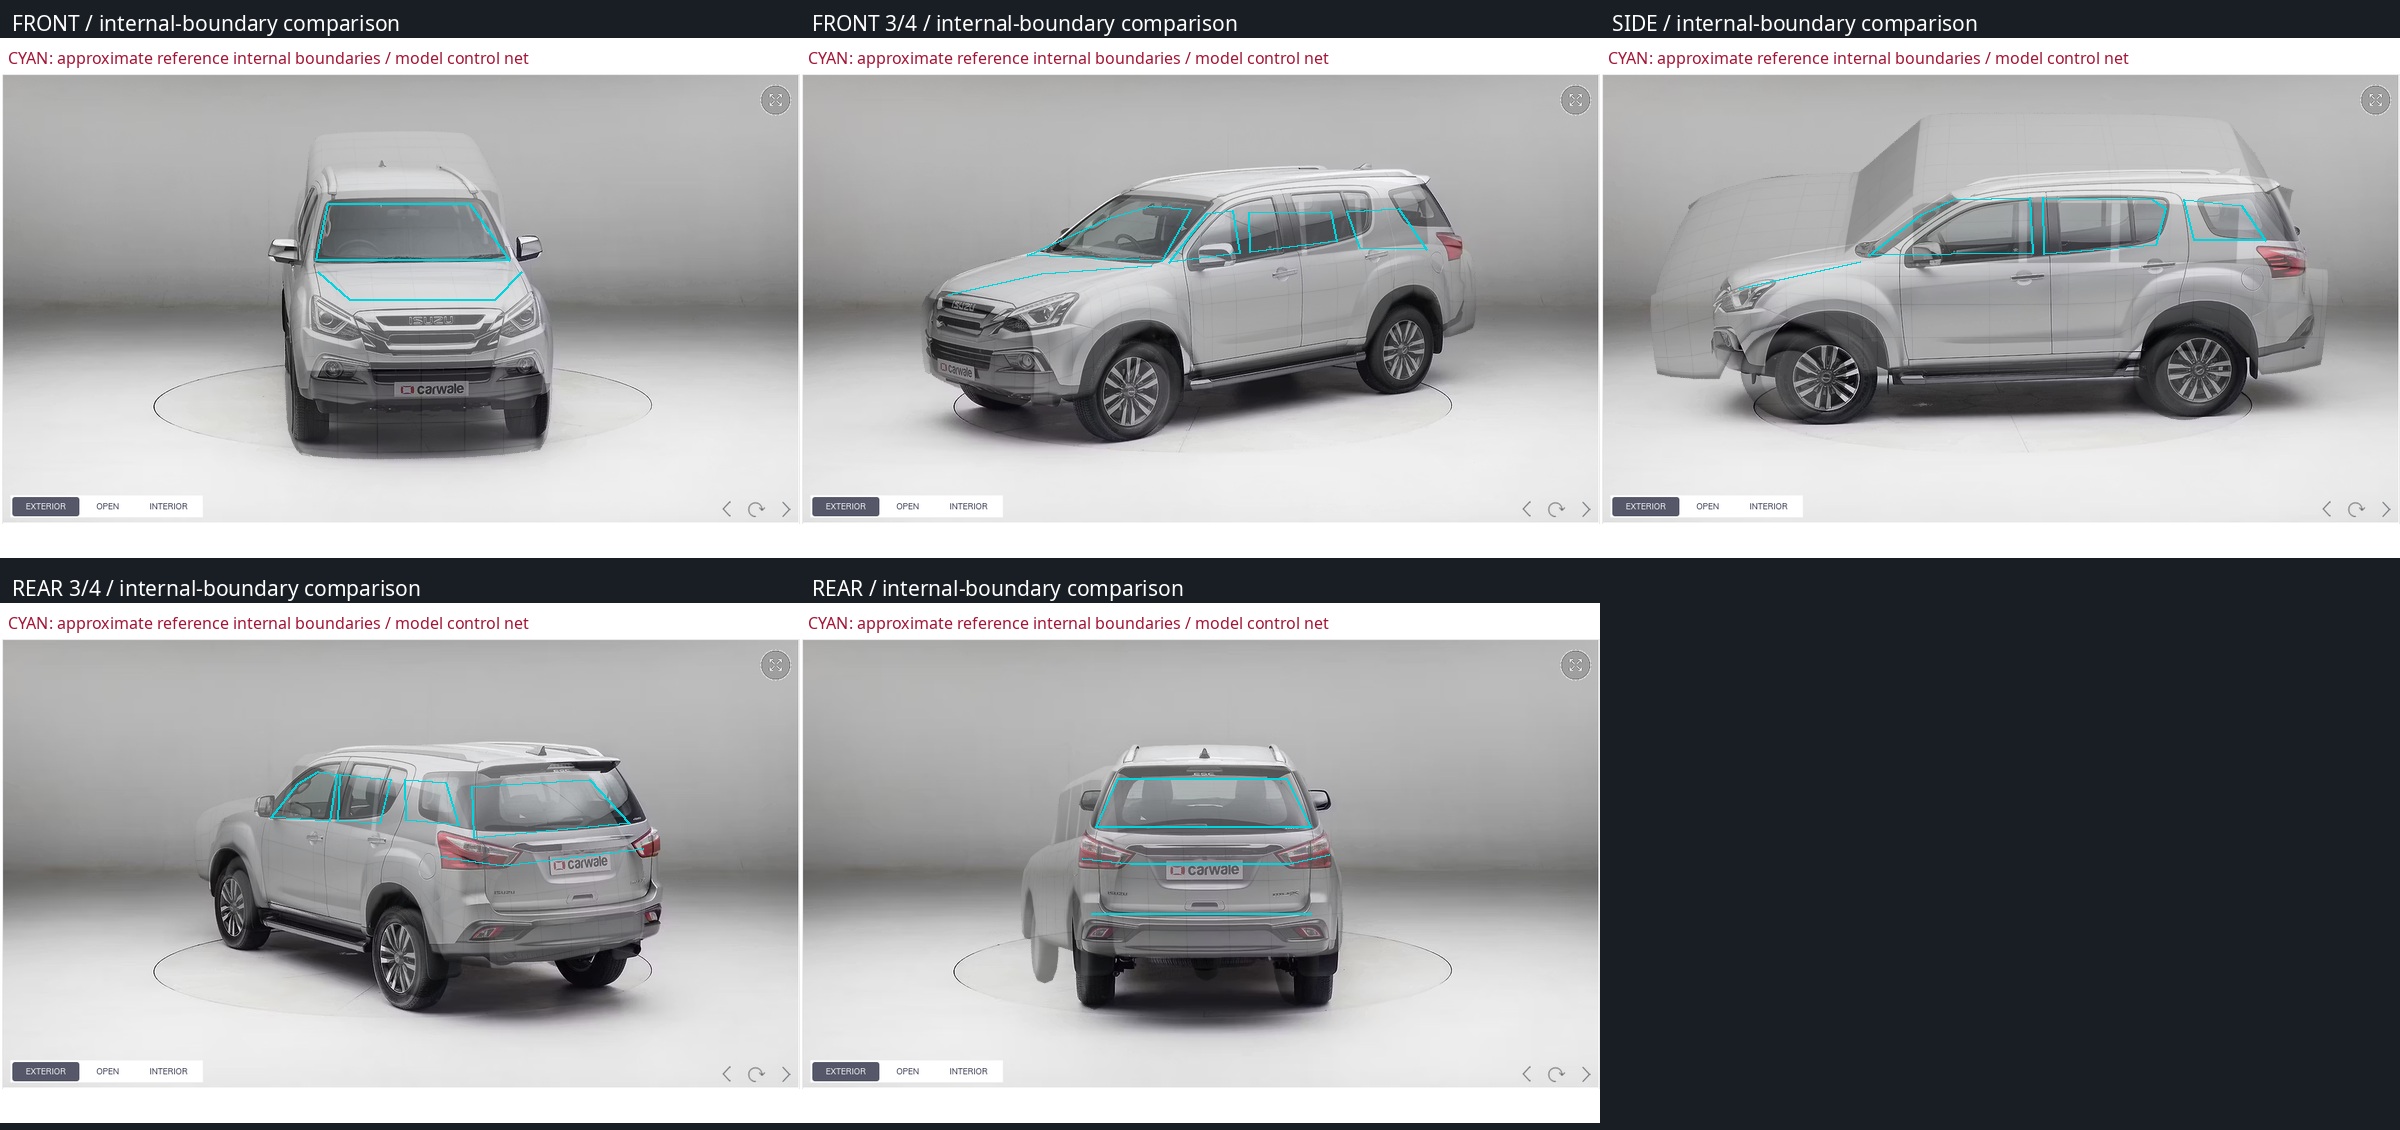 FRONT / internal-boundary comparison
CYAN: approximate reference internal boundaries / model control net
ISUZU
carwale
EXTERIOR OPEN INTERIOR
FRONT 3/4 / internal-boundary comparison
CYAN: approximate reference internal boundaries / model control net
ISUZU
carwale
EXTERIOR OPEN INTERIOR
SIDE / internal-boundary comparison
CYAN: approximate reference internal boundaries / model control net
EXTERIOR OPEN INTERIOR
REAR 3/4 / internal-boundary comparison
CYAN: approximate reference internal boundaries / model control net
carwale
ISUZU
EXTERIOR OPEN INTERIOR
REAR / internal-boundary comparison
CYAN: approximate reference internal boundaries / model control net
carwale
ISUZU
EXTERIOR OPEN INTERIOR